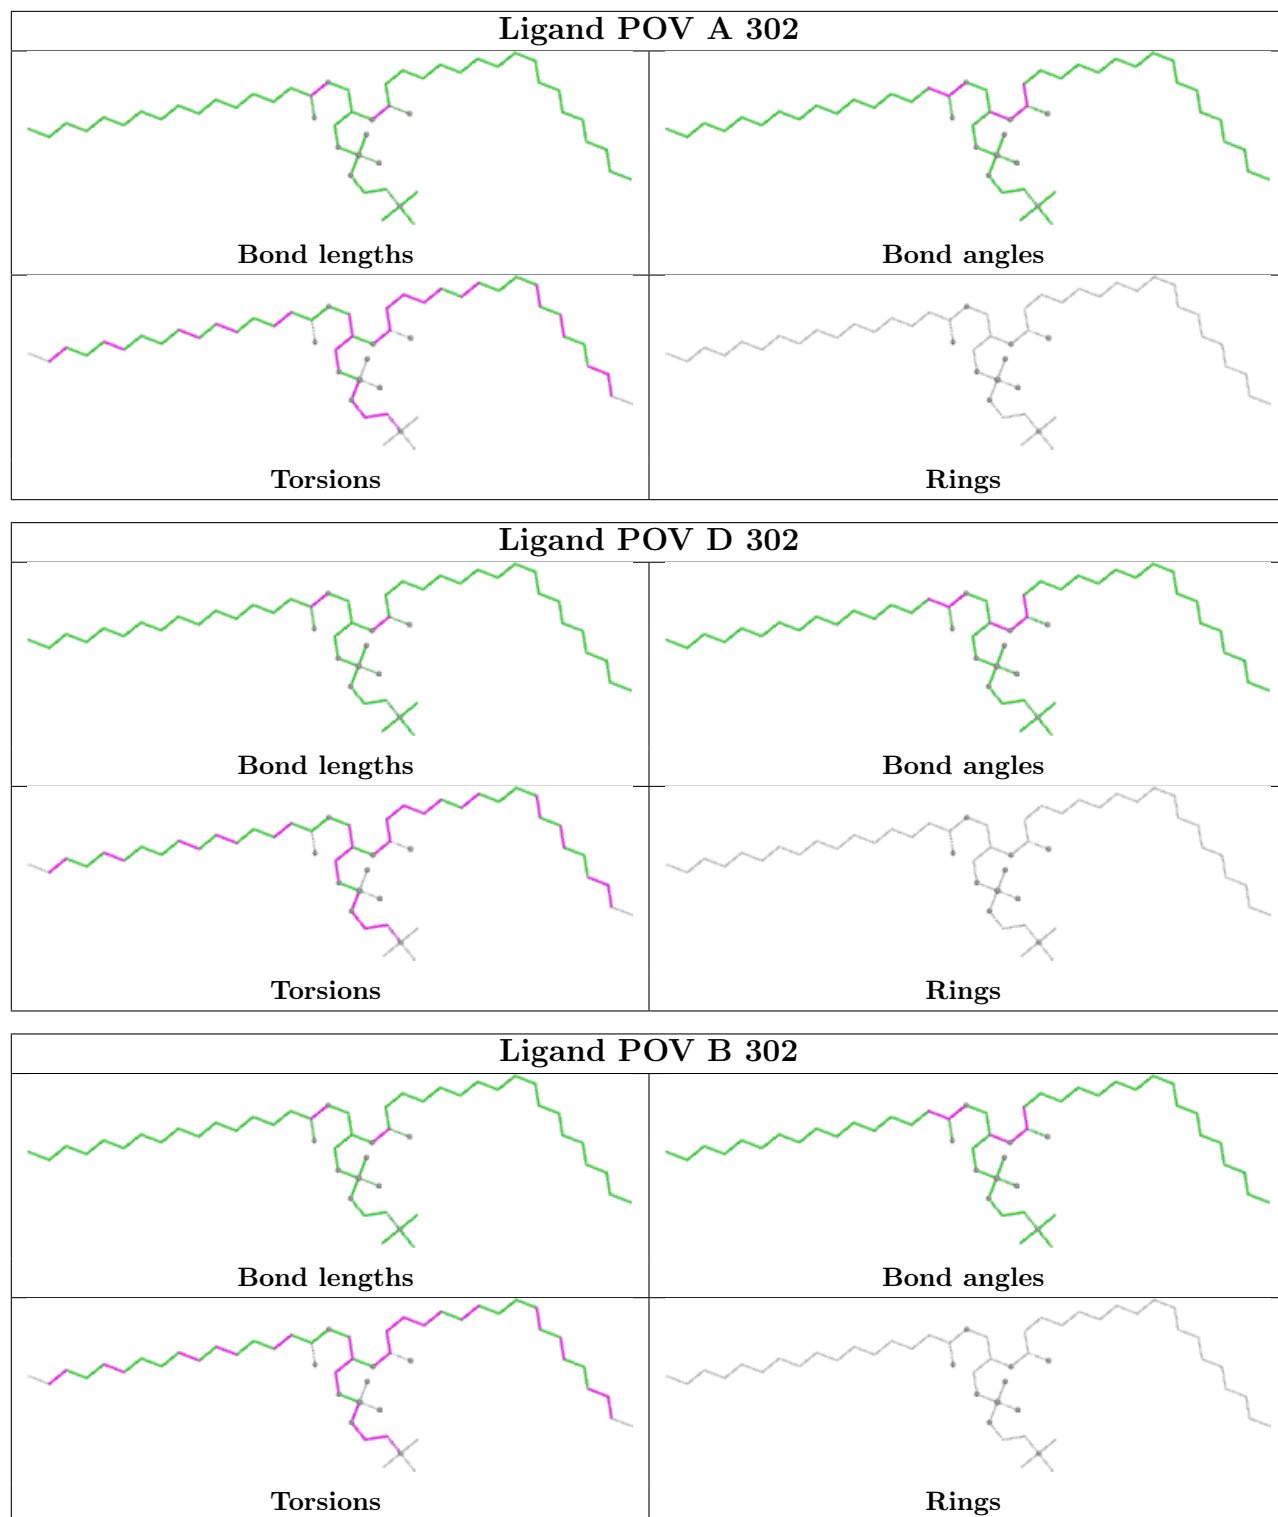 Ligand POV A 302
Bond lengths
Bond angles
Torsions
Rings
Ligand POV D 302
Bond lengths
Bond angles
Torsions
Rings
Ligand POV B 302
Bond lengths
Bond angles
Torsions
Rings